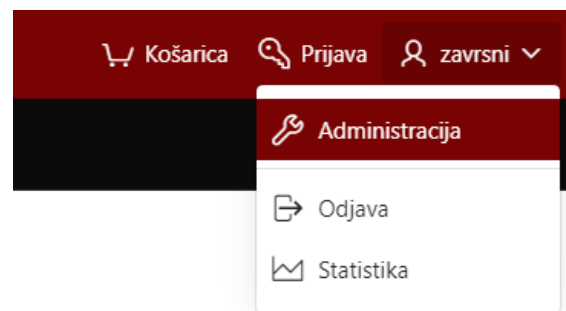 Košarica Prijava zavrsni
Administracija
Odjava
Statistika